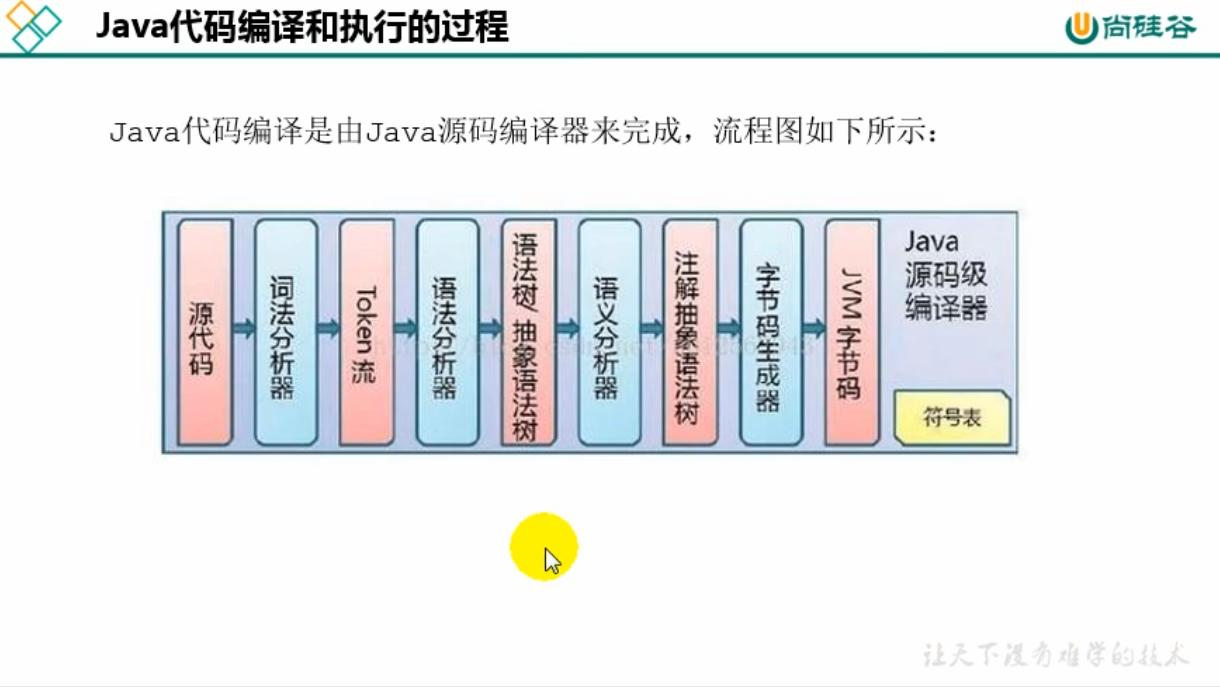 Java代码编译和执行的过程
尚硅谷
Java代码编译是由Java源码编译器来完成，流程图如下所示：
源代码
词法分析器
Token流
语法分析器
语法树/抽象语法树
语义分析器
注解抽象语法树
字节码生成器
JVM字节码
Java
源码级
编译器
符号表
让天下没有难学的技术